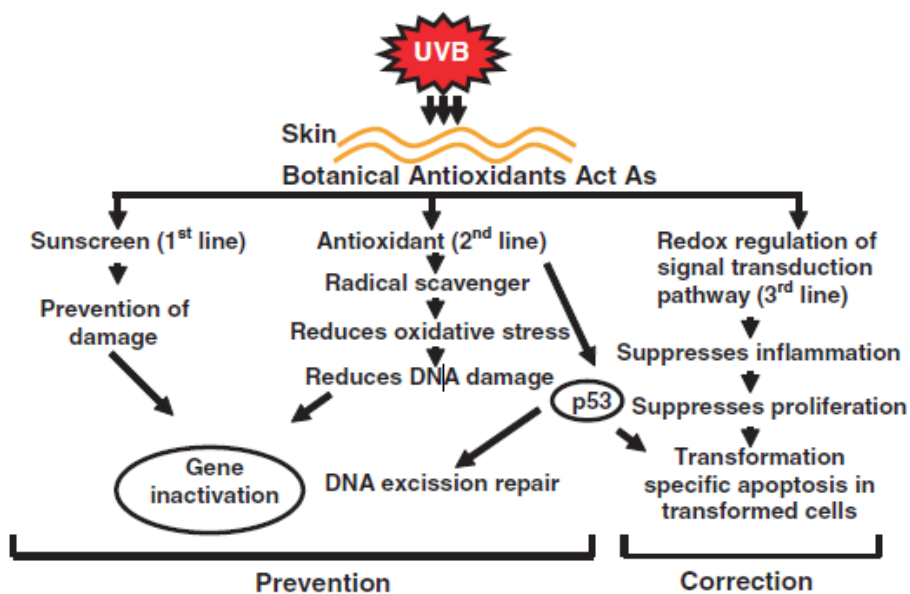 UVB
Skin
Botanical Antioxidants Act As
Sunscreen (1st line)
Prevention of
damage
Antioxidant (2nd line)
Radical scavenger
Reduces oxidative stress
Reduces DNA damage
p53
Redox regulation of
signal transduction
pathway (3rd line)
Suppresses inflammation
Suppresses proliferation
Transformation
specific apoptosis in
transformed cells
Gene
inactivation
DNA excission repair
Prevention
Correction